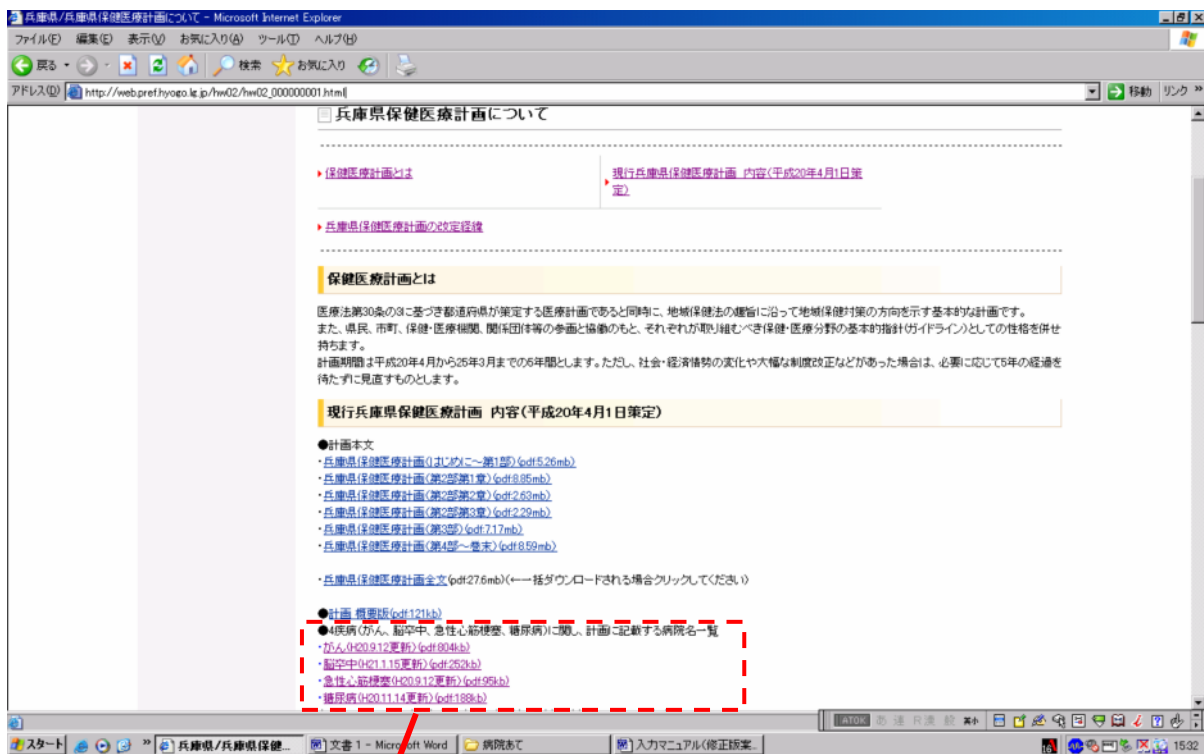 兵庫県/兵庫県保健医療計画について - Microsoft Internet Explorer
ファイル(F) 編集(E) 表示(V) お気に入り(A) ツール(T) ヘルプ(H)
戻る 検索 お気に入り
アドレス(D) http://web.pref.hyogo.lg.jp/hw02/hw02_000000001.html 移動 リンク »
兵庫県保健医療計画について
保健医療計画とは
現行兵庫県保健医療計画 内容(平成20年4月1日策
定)
兵庫県保健医療計画の改定経緯
保健医療計画とは
医療法第30条の3に基づき都道府県が策定する医療計画であると同時に、地域保健法の趣旨に沿って地域保健対策の方向を示す基本的な計画です。
また、県民、市町、保健・医療機関、関係団体等の参画と協働のもと、それぞれが取り組むべき保健・医療分野の基本的指針(ガイドライン)としての性格を併せ
持ちます。
計画期間は平成20年4月から25年3月までの5年間とします。ただし、社会・経済情勢の変化や大幅な制度改正などがあった場合は、必要に応じて5年の経過を
待たずに見直すものとします。
現行兵庫県保健医療計画 内容(平成20年4月1日策定)
●計画本文
・兵庫県保健医療計画(はじめに～第1部)(pdf:5.26mb)
・兵庫県保健医療計画(第2部第1章)(pdf:8.85mb)
・兵庫県保健医療計画(第2部第2章)(pdf:2.63mb)
・兵庫県保健医療計画(第2部第3章)(pdf:2.29mb)
・兵庫県保健医療計画(第3部)(pdf:7.17mb)
・兵庫県保健医療計画(第4部～巻末)(pdf:8.59mb)
・兵庫県保健医療計画全文(pdf:27.6mb)(←一括ダウンロードされる場合クリックしてください)
●計画 概要版(pdf:121kb)
●4疾病(がん、脳卒中、急性心筋梗塞、糖尿病)に関し、計画に記載する病院名一覧
・がん(H20.9.12更新)(pdf:804kb)
・脳卒中(H21.1.15更新)(pdf:252kb)
・急性心筋梗塞(H20.9.12更新)(pdf:95kb)
・糖尿病(H20.11.14更新)(pdf:188kb)
ATOK あ 連 R漢
スタート » 兵庫県/兵庫県保健... 文書 1 - Microsoft Word 病院あて 入力マニュアル(修正版案... 15:32